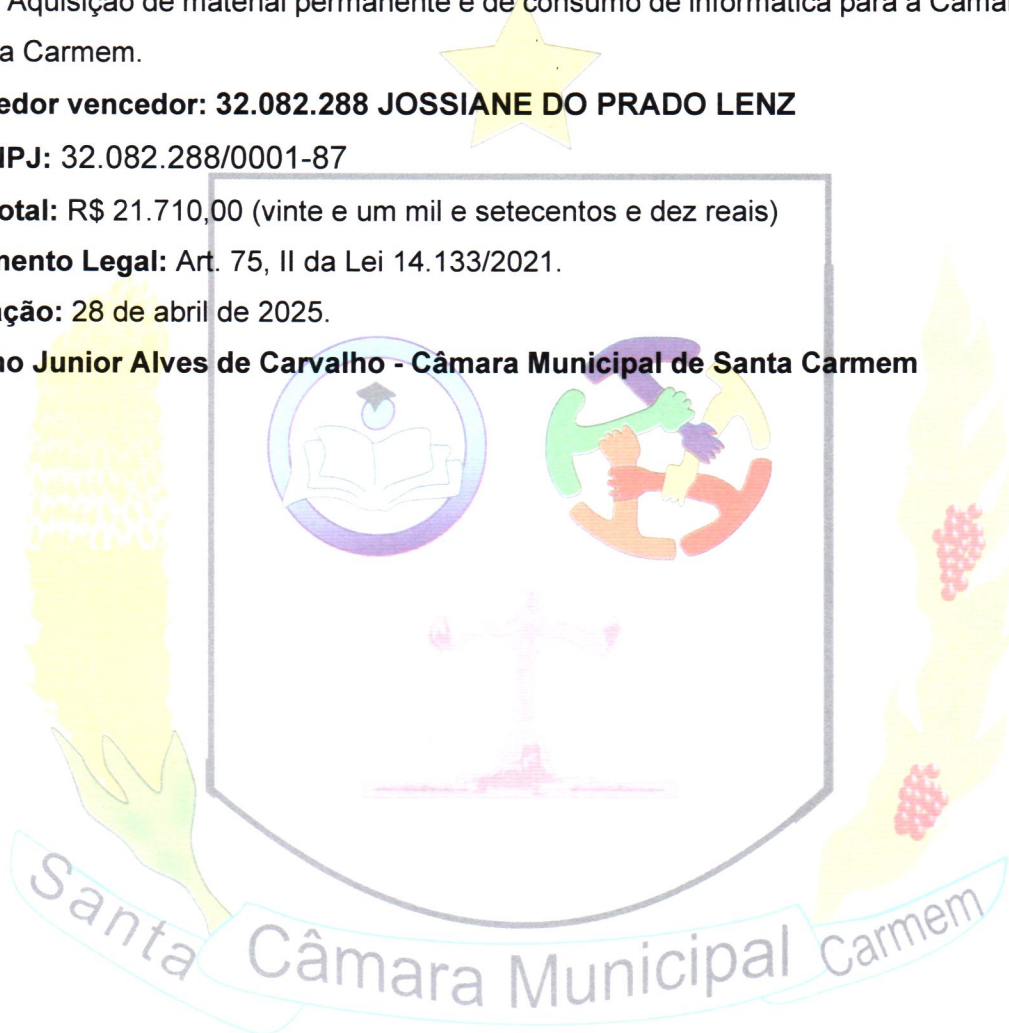 Aquisição de material permanente e de consumo de informática para a Câma
a Carmem.
edor vencedor: 32.082.288 JOSSIANE DO PRADO LENZ
IPJ: 32.082.288/0001-87
otal: R$ 21.710,00 (vinte e um mil e setecentos e dez reais)
mento Legal: Art. 75, II da Lei 14.133/2021.
ação: 28 de abril de 2025.
no Junior Alves de Carvalho - Câmara Municipal de Santa Carmem
Santa Câmara Municipal Carmem